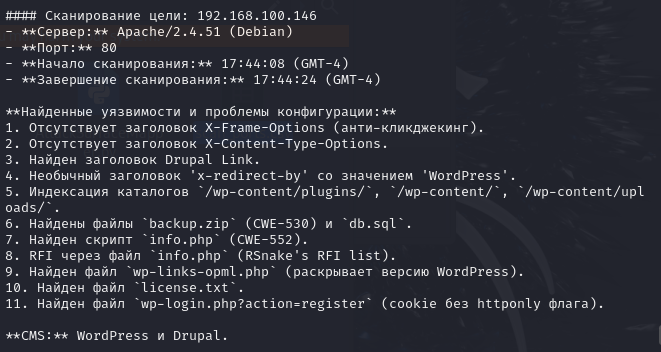 #### Сканирование цели: 192.168.100.146
- **Сервер:** Apache/2.4.51 (Debian)
- **Порт:** 80
- **Начало сканирования:** 17:44:08 (GMT-4)
- **Завершение сканирования:** 17:44:24 (GMT-4)
**Найденные уязвимости и проблемы конфигурации:**
1. Отсутствует заголовок X-Frame-Options (анти-кликджекинг).
2. Отсутствует заголовок X-Content-Type-Options.
3. Найден заголовок Drupal Link.
4. Необычный заголовок 'x-redirect-by' со значением 'WordPress'.
5. Индексация каталогов `/wp-content/plugins/`, `/wp-content/`, `/wp-content/upl
oads/`.
6. Найдены файлы `backup.zip` (CWE-530) и `db.sql`.
7. Найден скрипт `info.php` (CWE-552).
8. RFI через файл `info.php` (RSnake's RFI list).
9. Найден файл `wp-links-opml.php` (раскрывает версию WordPress).
10. Найден файл `license.txt`.
11. Найден файл `wp-login.php?action=register` (cookie без httponly флага).
**CMS:** WordPress и Drupal.